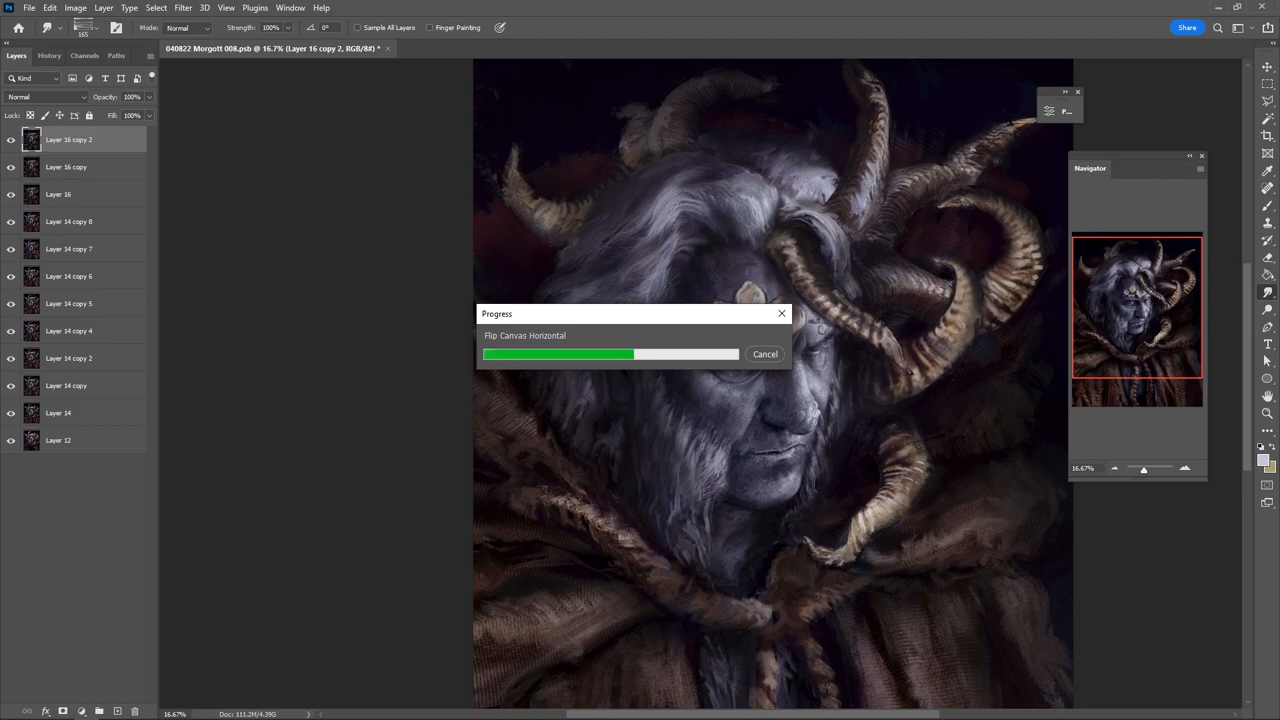 Ps File Edit Image Layer Type Select Filter 3D View Plugins Window Help
165 Mode: Normal Strength: 100% 0° Sample All Layers Finger Painting Share
Layers History Channels Paths
040822 Morgott 008.psb @ 16.7% (Layer 16 copy 2, RGB/8#) * ×
Kind
Normal Opacity: 100%
Lock: Fill: 100%
P...
Layer 16 copy 2
Layer 16 copy
Layer 16
Layer 14 copy 8
Layer 14 copy 7
Layer 14 copy 6
Layer 14 copy 5
Layer 14 copy 4
Layer 14 copy 2
Layer 14 copy
Layer 14
Layer 12
Progress
Flip Canvas Horizontal
Cancel
Navigator
16.67%
fx
16.67% Doc: 111.2M/4.39G